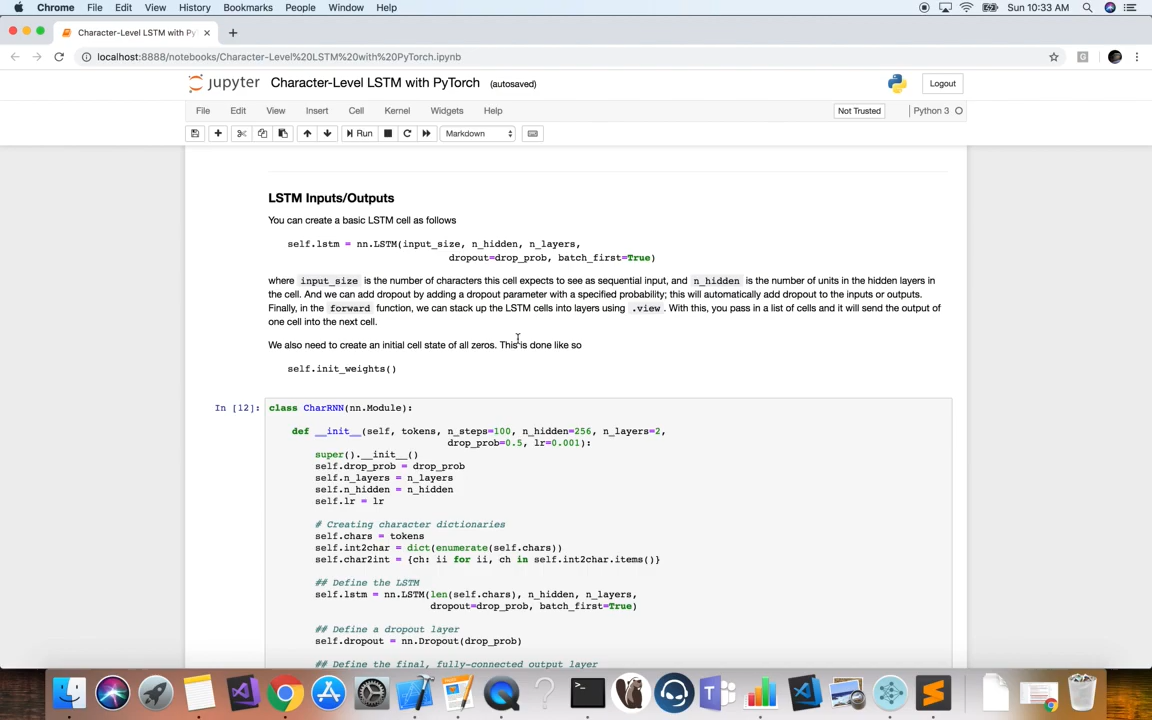 Chrome File Edit View History Bookmarks People Window Help Sun 10:33 AM
Character-Level LSTM with Py
localhost:8888/notebooks/Character-Level%20LSTM%20with%20PyTorch.ipynb
jupyter Character-Level LSTM with PyTorch (autosaved) Logout
File Edit View Insert Cell Kernel Widgets Help Not Trusted Python 3
Run Markdown
LSTM Inputs/Outputs
You can create a basic LSTM cell as follows
self.lstm = nn.LSTM(input_size, n_hidden, n_layers,
dropout=drop_prob, batch_first=True)
where input_size is the number of characters this cell expects to see as sequential input, and n_hidden is the number of units in the hidden layers in
the cell. And we can add dropout by adding a dropout parameter with a specified probability; this will automatically add dropout to the inputs or outputs.
Finally, in the forward function, we can stack up the LSTM cells into layers using .view. With this, you pass in a list of cells and it will send the output of
one cell into the next cell.
We also need to create an initial cell state of all zeros. This is done like so
self.init_weights()
In [12]: class CharRNN(nn.Module):
def __init__(self, tokens, n_steps=100, n_hidden=256, n_layers=2,
drop_prob=0.5, lr=0.001):
super().__init__()
self.drop_prob = drop_prob
self.n_layers = n_layers
self.n_hidden = n_hidden
self.lr = lr
# Creating character dictionaries
self.chars = tokens
self.int2char = dict(enumerate(self.chars))
self.char2int = {ch: ii for ii, ch in self.int2char.items()}
## Define the LSTM
self.lstm = nn.LSTM(len(self.chars), n_hidden, n_layers,
dropout=drop_prob, batch_first=True)
## Define a dropout layer
self.dropout = nn.Dropout(drop_prob)
## Define the final, fully-connected output layer